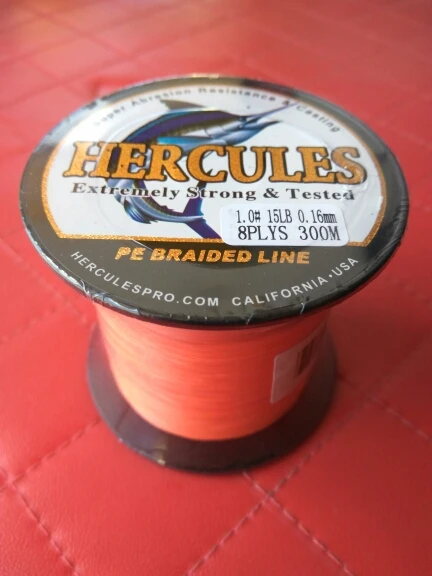 Super Abrasion Resistance & Casting
HERCULES
Extremely Strong & Tested
1.0# 15LB 0.16mm
8PLYS 300M
PE BRAIDED LINE
HERCULESPRO.COM CALIFORNIA·USA